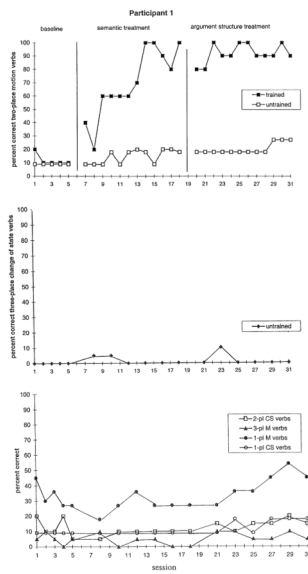 Participant 1
baseline semantic treatment argument structure treatment
percent correct two-place motion verbs
100
90
80
70
60
50
40
30
20
10
0
trained
untrained
1 3 5 7 9 11 13 15 17 19 21 23 25 27 29 31
percent correct three-place change of state verbs
100
90
80
70
60
50
40
30
20
10
0
untrained
1 3 5 7 9 11 13 15 17 19 21 23 25 27 29 31
percent correct
100
90
80
70
60
50
40
30
20
10
0
2-pl CS verbs
3-pl M verbs
1-pl M verbs
1-pl CS verbs
1 3 5 7 9 11 13 15 17 19 21 23 25 27 29
session